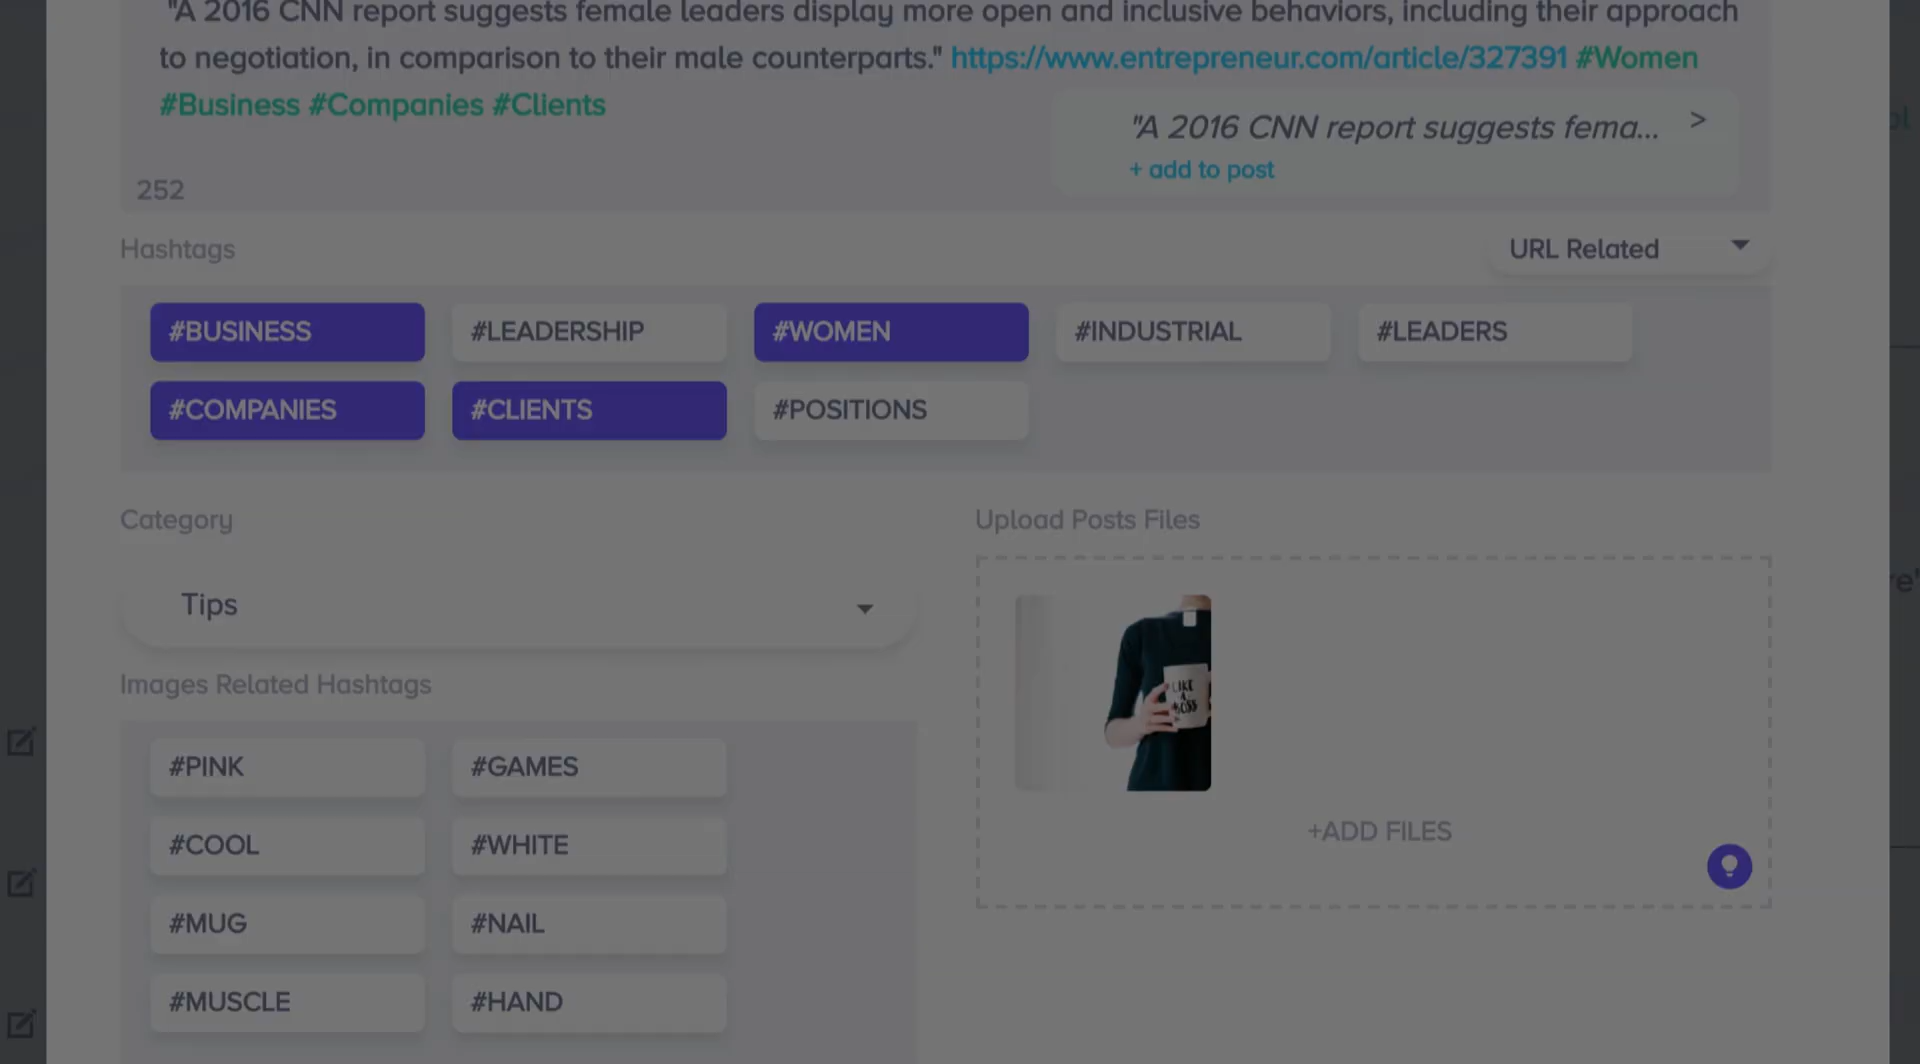 "A 2016 CNN report suggests female leaders display more open and inclusive behaviors, including their approach
to negotiation, in comparison to their male counterparts." https://www.entrepreneur.com/article/327391 #Women
#Business #Companies #Clients
"A 2016 CNN report suggests fema... >
+ add to post
252
Hashtags
URL Related
#BUSINESS #LEADERSHIP #WOMEN #INDUSTRIAL #LEADERS
#COMPANIES #CLIENTS #POSITIONS
Category
Upload Posts Files
Tips
Images Related Hashtags
LIKE
A
BOSS
#PINK #GAMES
+ADD FILES
#COOL #WHITE
#MUG #NAIL
#MUSCLE #HAND